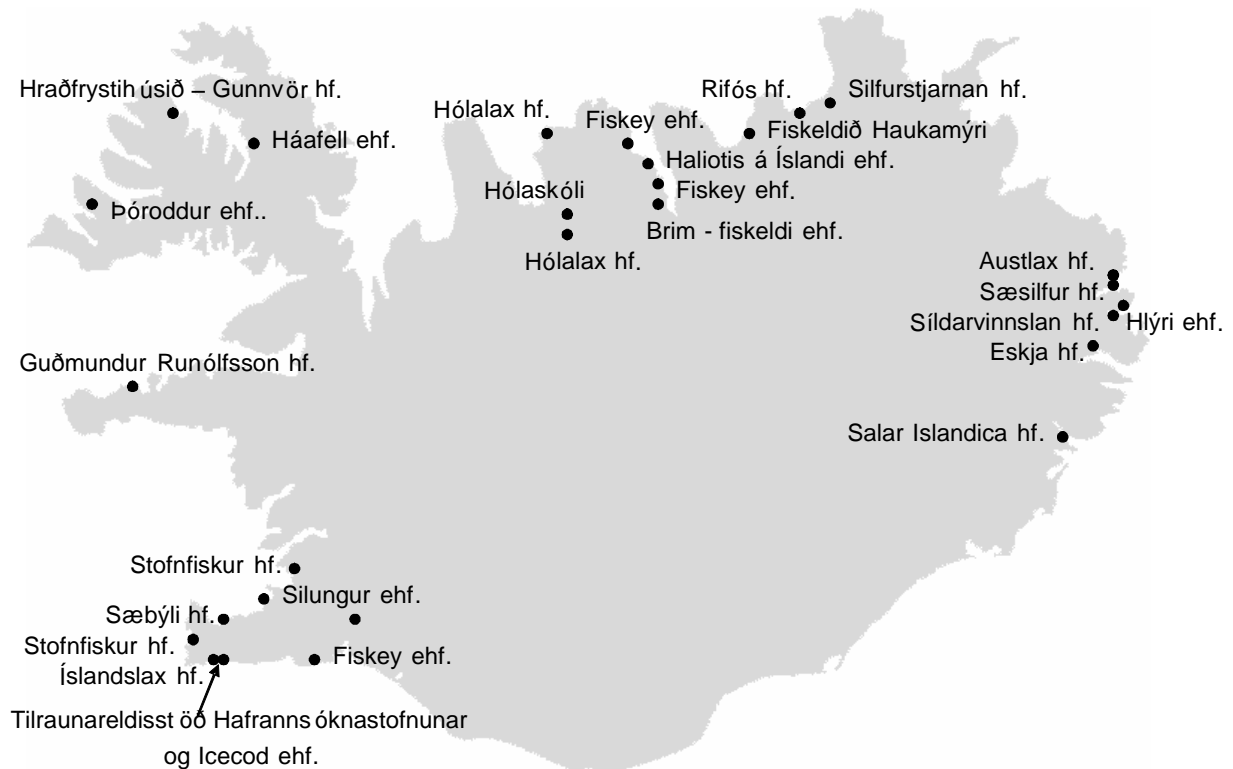 Hraðfrystihúsið – Gunnvör hf.
Háafell ehf.
Þóroddur ehf..
Hólalax hf.
Fiskey ehf.
Haliotis á Íslandi ehf.
Hólaskóli
Fiskey ehf.
Brim - fiskeldi ehf.
Hólalax hf.
Rifós hf.
Silfurstjarnan hf.
Fiskeldið Haukamýri
Austlax hf.
Sæsilfur hf.
Síldarvinnslan hf.
Hlýri ehf.
Eskja hf.
Guðmundur Runólfsson hf.
Salar Islandica hf.
Stofnfiskur hf.
Silungur ehf.
Sæbýli hf.
Stofnfiskur hf.
Fiskey ehf.
Íslandslax hf.
Tilraunareldisstöð Hafrannsóknastofnunar
og Icecod ehf.